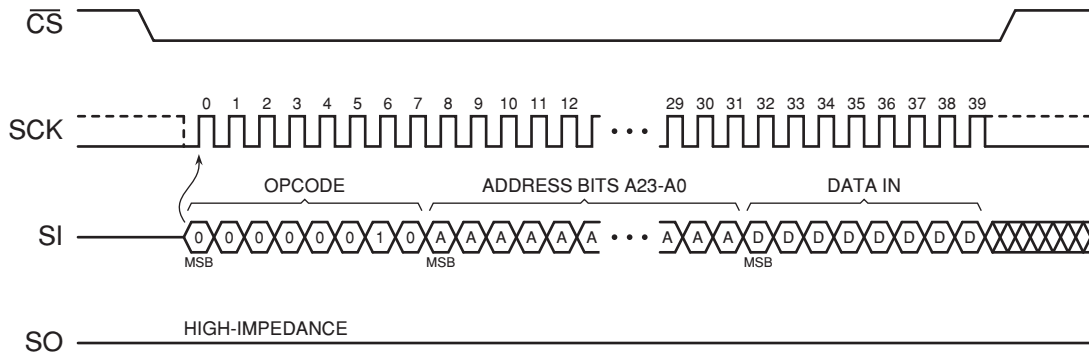 CS
0 1 2 3 4 5 6 7 8 9 10 11 12 29 30 31 32 33 34 35 36 37 38 39
SCK
OPCODE ADDRESS BITS A23-A0 DATA IN
SI 0 0 0 0 0 0 1 0 A A A A A A A A A D D D D D D D D
MSB MSB MSB
HIGH-IMPEDANCE
SO